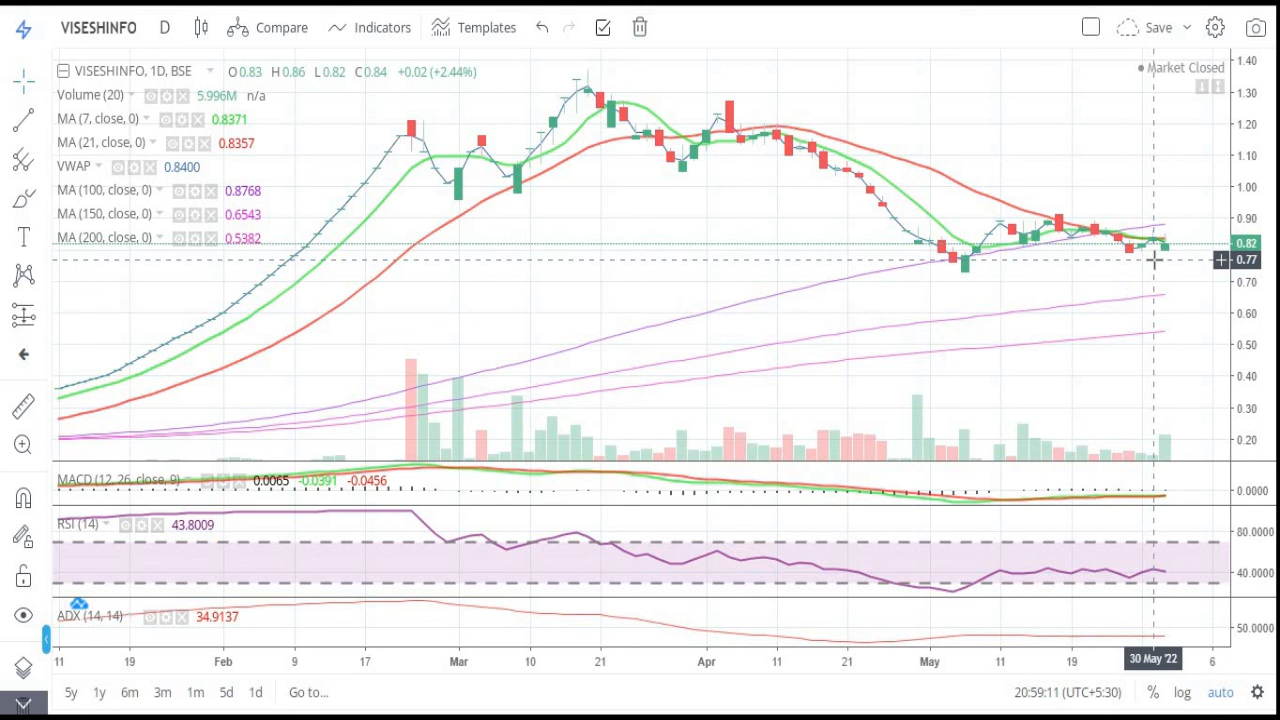 VISESHINFO D Compare Indicators Templates Save
VISESHINFO, 1D, BSE O0.83 H0.86 L0.82 C0.84 +0.02 (+2.44%)
Market Closed
Volume (20) 5.996M n/a
MA (7, close, 0) 0.8371
MA (21, close, 0) 0.8357
VWAP 0.8400
MA (100, close, 0) 0.8768
MA (150, close, 0) 0.6543
MA (200, close, 0) 0.5382
1.40
1.30
1.20
1.10
1.00
0.90
0.82
0.77
0.70
0.60
0.50
0.40
0.30
0.20
MACD (12, 26, close, 9) 0.0065 -0.0391 -0.0456
0.0000
RSI (14) 43.8009
80.0000
40.0000
ADX (14, 14) 34.9137
50.0000
11 19 Feb 9 17 Mar 10 21 Apr 11 21 May 11 19 30 May '22 6
5y 1y 6m 3m 1m 5d 1d Go to... 20:59:11 (UTC+5:30) % log auto